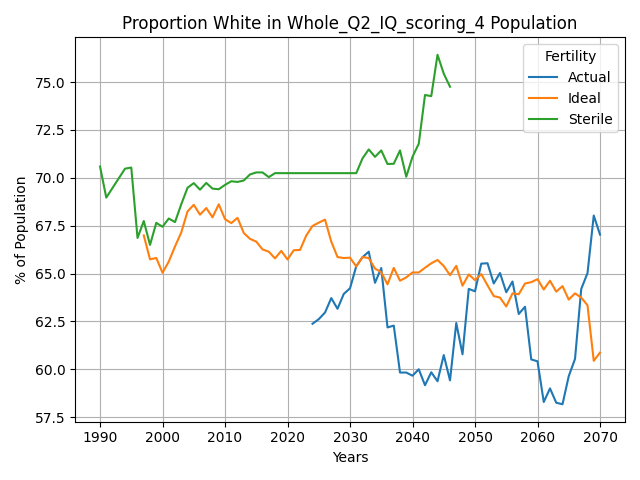 Proportion White in Whole_Q2_IQ_scoring_4 Population
Fertility
Actual
Ideal
Sterile
% of Population
75.0
72.5
70.0
67.5
65.0
62.5
60.0
57.5
1990 2000 2010 2020 2030 2040 2050 2060 2070
Years